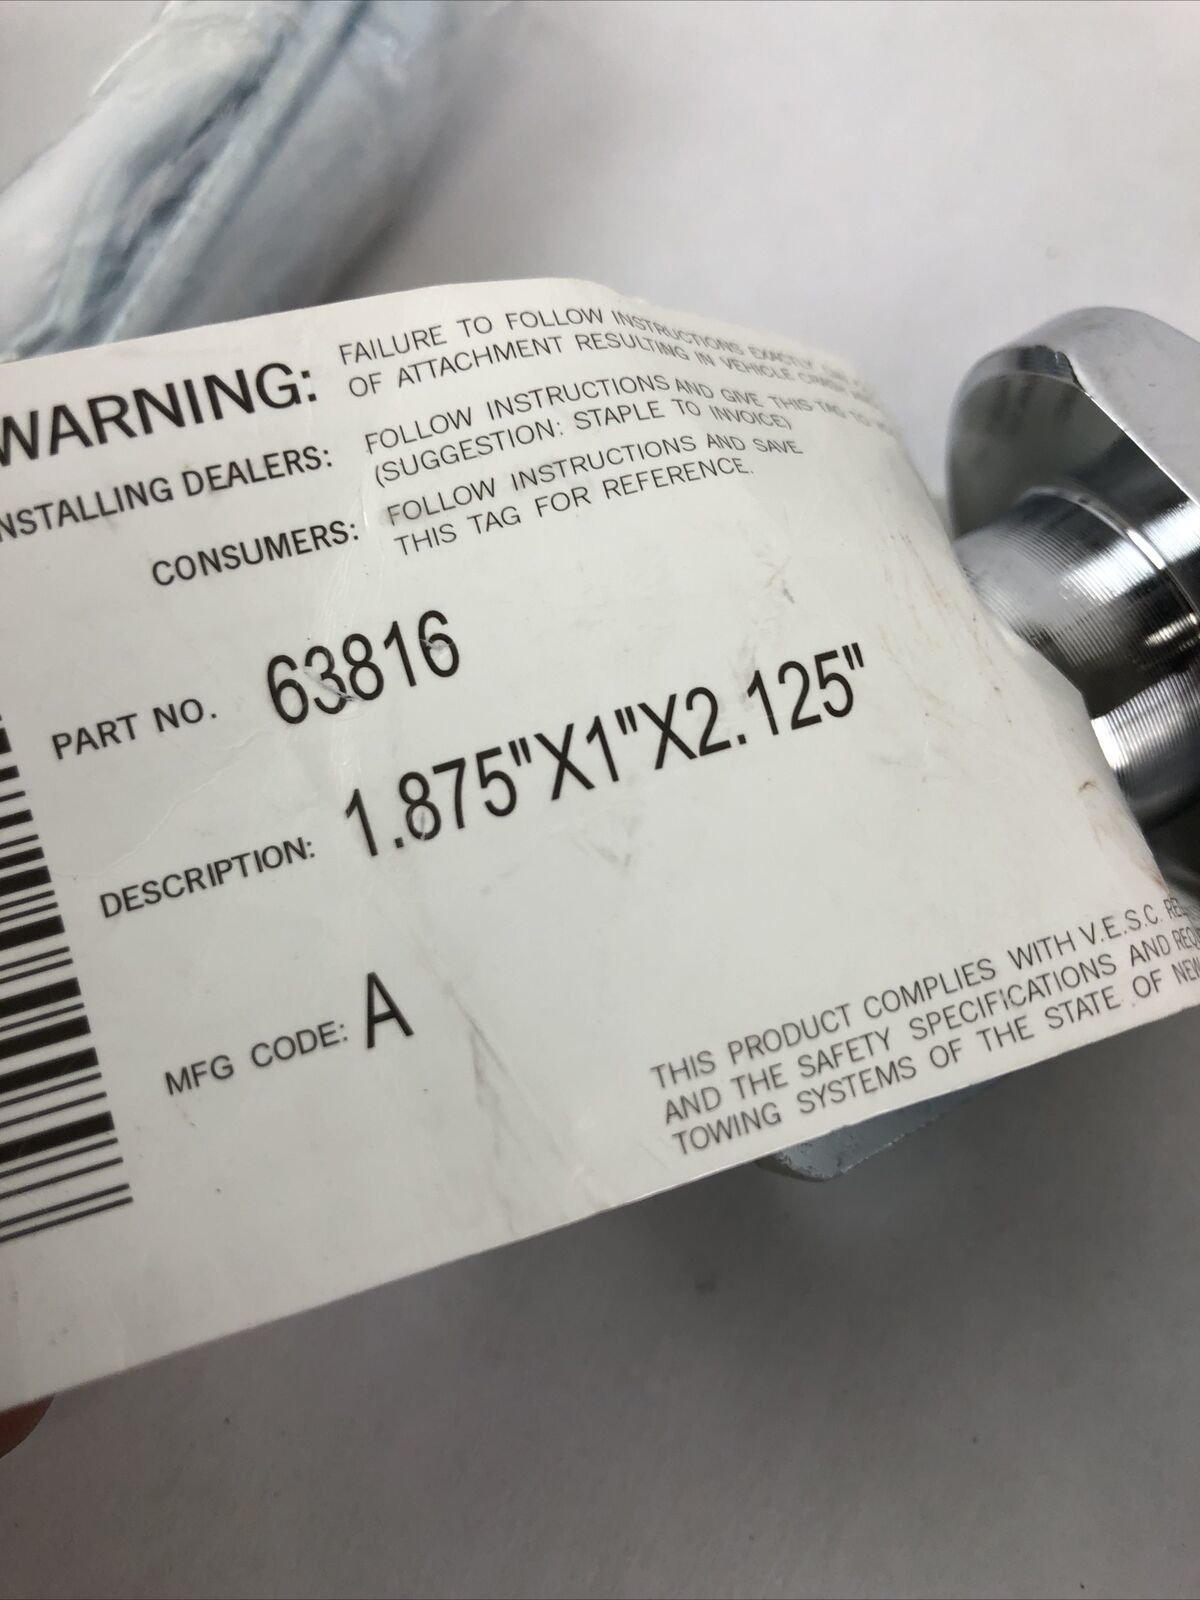 WARNING:
FAILURE TO FOLLOW INSTRUCTIONS EXACTLY
OF ATTACHMENT RESULTING IN VEHICLE CRASH
NSTALLING DEALERS:
FOLLOW INSTRUCTIONS AND GIVE THIS TAG TO
(SUGGESTION: STAPLE TO INVOICE)
CONSUMERS:
FOLLOW INSTRUCTIONS AND SAVE
THIS TAG FOR REFERENCE.
PART NO. 63816
DESCRIPTION: 1.875"X1"X2.125"
MFG CODE: A
THIS PRODUCT COMPLIES WITH V.E.S.C.
AND THE SAFETY SPECIFICATIONS AND
TOWING SYSTEMS OF THE STATE OF NEW